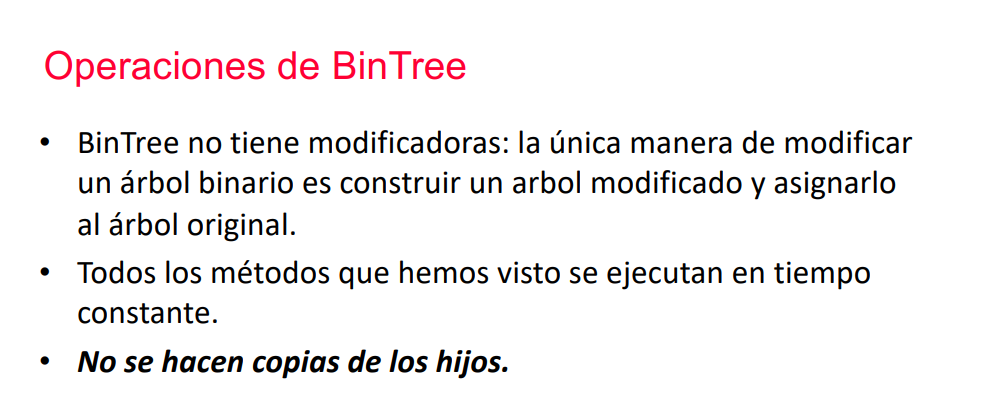 Operaciones de BinTree
• BinTree no tiene modificadoras: la única manera de modificar
un árbol binario es construir un arbol modificado y asignarlo
al árbol original.
• Todos los métodos que hemos visto se ejecutan en tiempo
constante.
• No se hacen copias de los hijos.